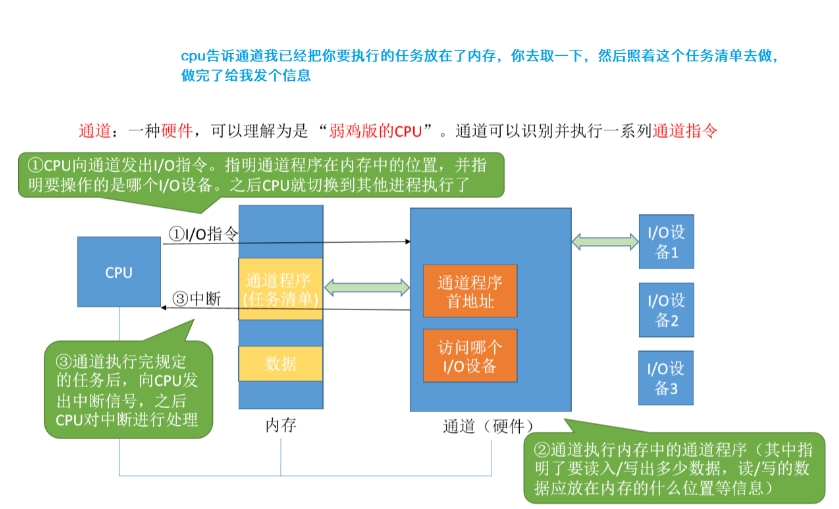 cpu告诉通道我已经把你要执行的任务放在了内存，你去取一下，然后照着这个任务清单去做，
做完了给我发个信息
通道：一种硬件，可以理解为是“弱鸡版的CPU”。通道可以识别并执行一系列通道指令
①CPU向通道发出I/O指令。指明通道程序在内存中的位置，并指
明要操作的是哪个I/O设备。之后CPU就切换到其他进程执行了
①I/O指令
CPU
通道程序
(任务清单)
③中断
数据
内存
通道程序
首地址
访问哪个
I/O设备
通道（硬件）
I/O设
备1
I/O设
备2
I/O设
备3
③通道执行完规定
的任务后，向CPU发
出中断信号，之后
CPU对中断进行处理
②通道执行内存中的通道程序（其中指
明了要读入/写出多少数据，读/写的数
据应放在内存的什么位置等信息）